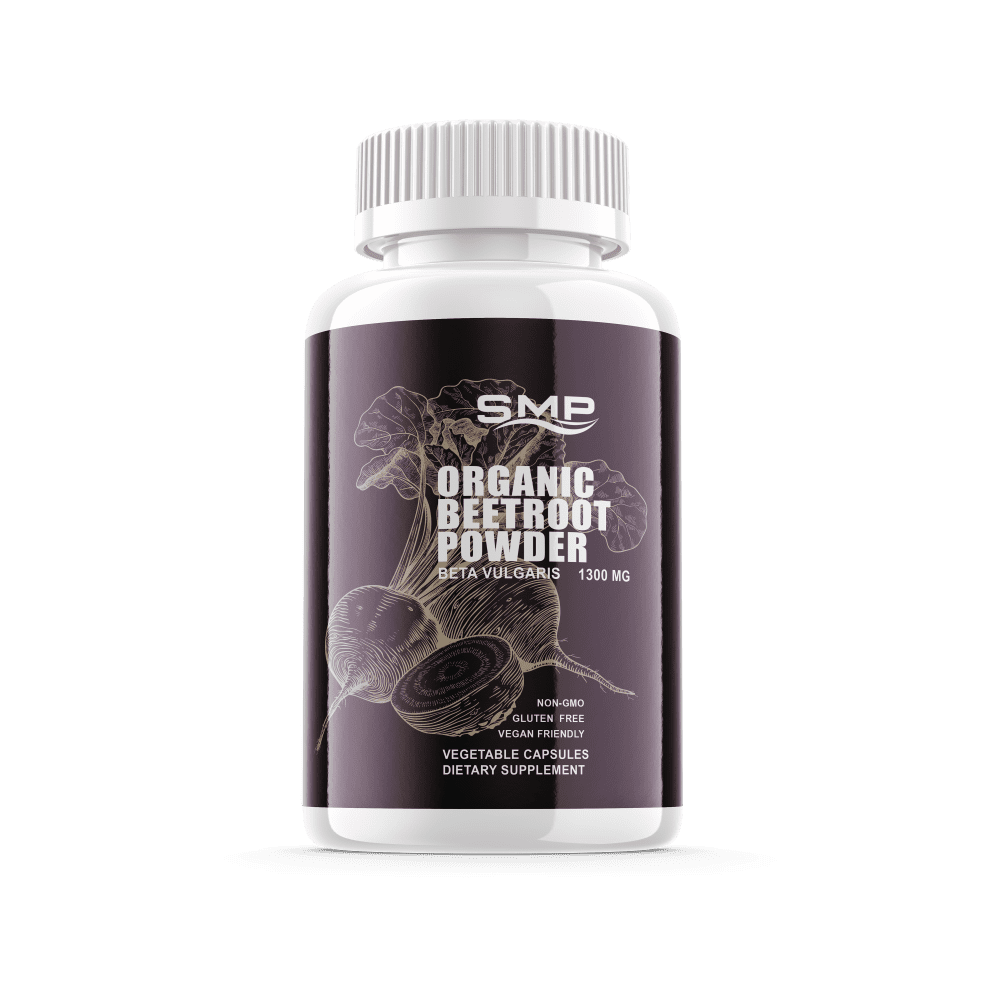 SMP
ORGANIC
BEETROOT
POWDER
BETA VULGARIS 1300 MG
NON-GMO
GLUTEN FREE
VEGAN FRIENDLY
VEGETABLE CAPSULES
DIETARY SUPPLEMENT